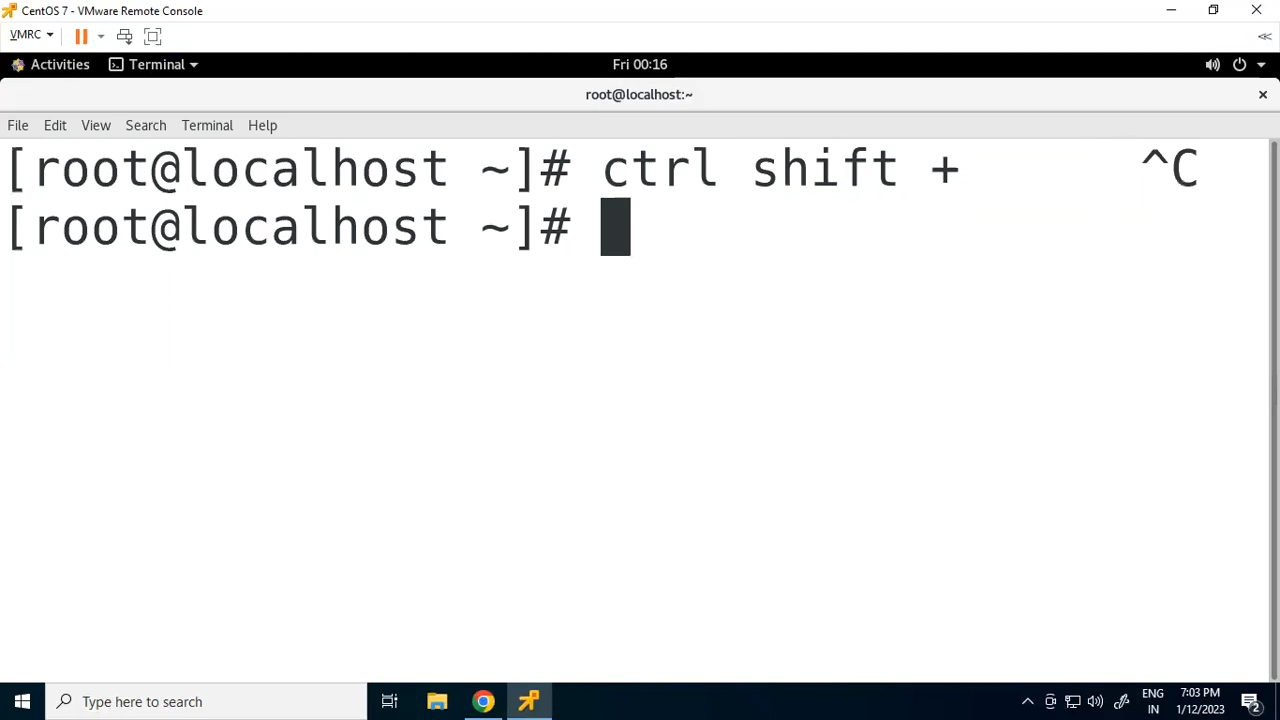 CentOS 7 - VMware Remote Console
VMRC
Activities Terminal Fri 00:16
root@localhost:~
File Edit View Search Terminal Help
[root@localhost ~]# ctrl shift + ^C
[root@localhost ~]#
Type here to search
ENG
IN
7:03 PM
1/12/2023
2